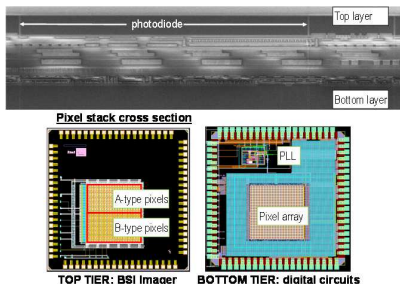 Top layer
photodiode
Bottom layer
Pixel stack cross section
PLL
A-type pixels
Pixel array
B-type pixels
TOP TIER: BSI Imager
BOTTOM TIER: digital circuits